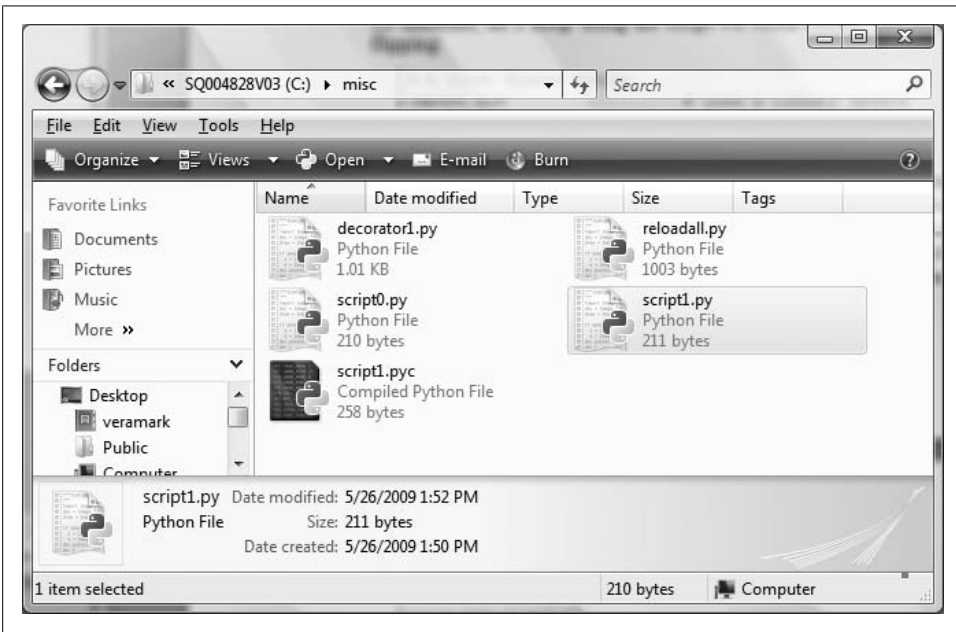 flipping
« SQ004828V03 (C:) ▸ misc
Search
File Edit View Tools Help
Organize Views Open E-mail Burn ?
Favorite Links
Documents
Pictures
Music
More »
Folders
Desktop
veramark
Public
Computer
Name Date modified Type Size Tags
decorator1.py
Python File
1.01 KB
reloadall.py
Python File
1003 bytes
script0.py
Python File
210 bytes
script1.py
Python File
211 bytes
script1.pyc
Compiled Python File
258 bytes
script1.py Date modified: 5/26/2009 1:52 PM
Python File Size: 211 bytes
Date created: 5/26/2009 1:50 PM
1 item selected 210 bytes Computer